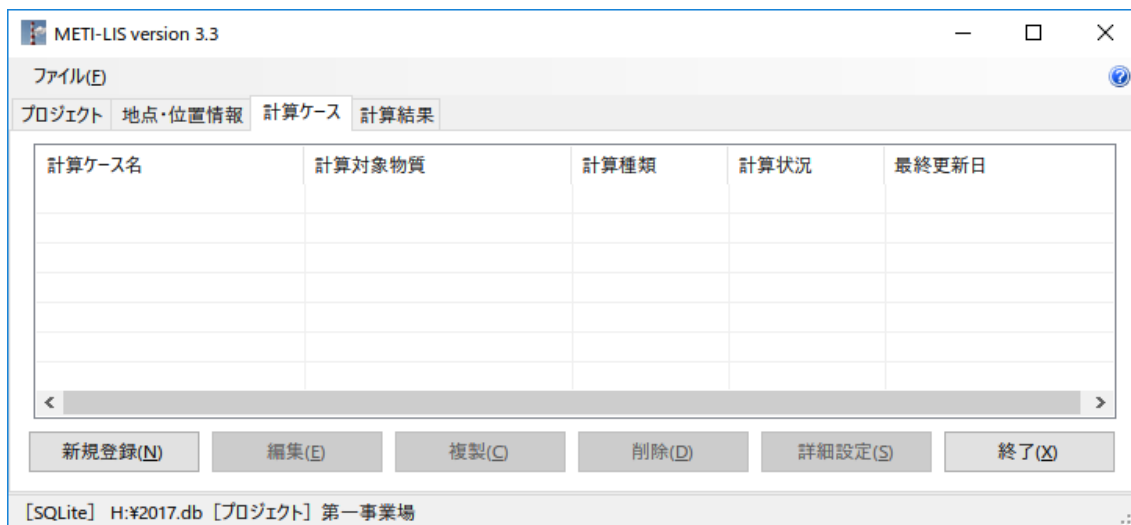 METI-LIS version 3.3
ファイル(F)
プロジェクト 地点・位置情報 計算ケース 計算結果
計算ケース名 計算対象物質 計算種類 計算状況 最終更新日
新規登録(N) 編集(E) 複製(C) 削除(D) 詳細設定(S) 終了(X)
[SQLite] H:¥2017.db [プロジェクト] 第一事業場